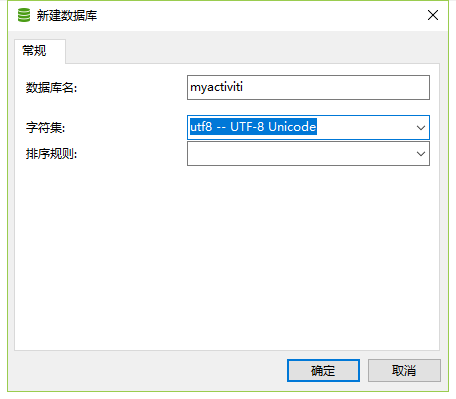 新建数据库
常规
数据库名: myactiviti
字符集: utf8 -- UTF-8 Unicode
排序规则:
确定 取消